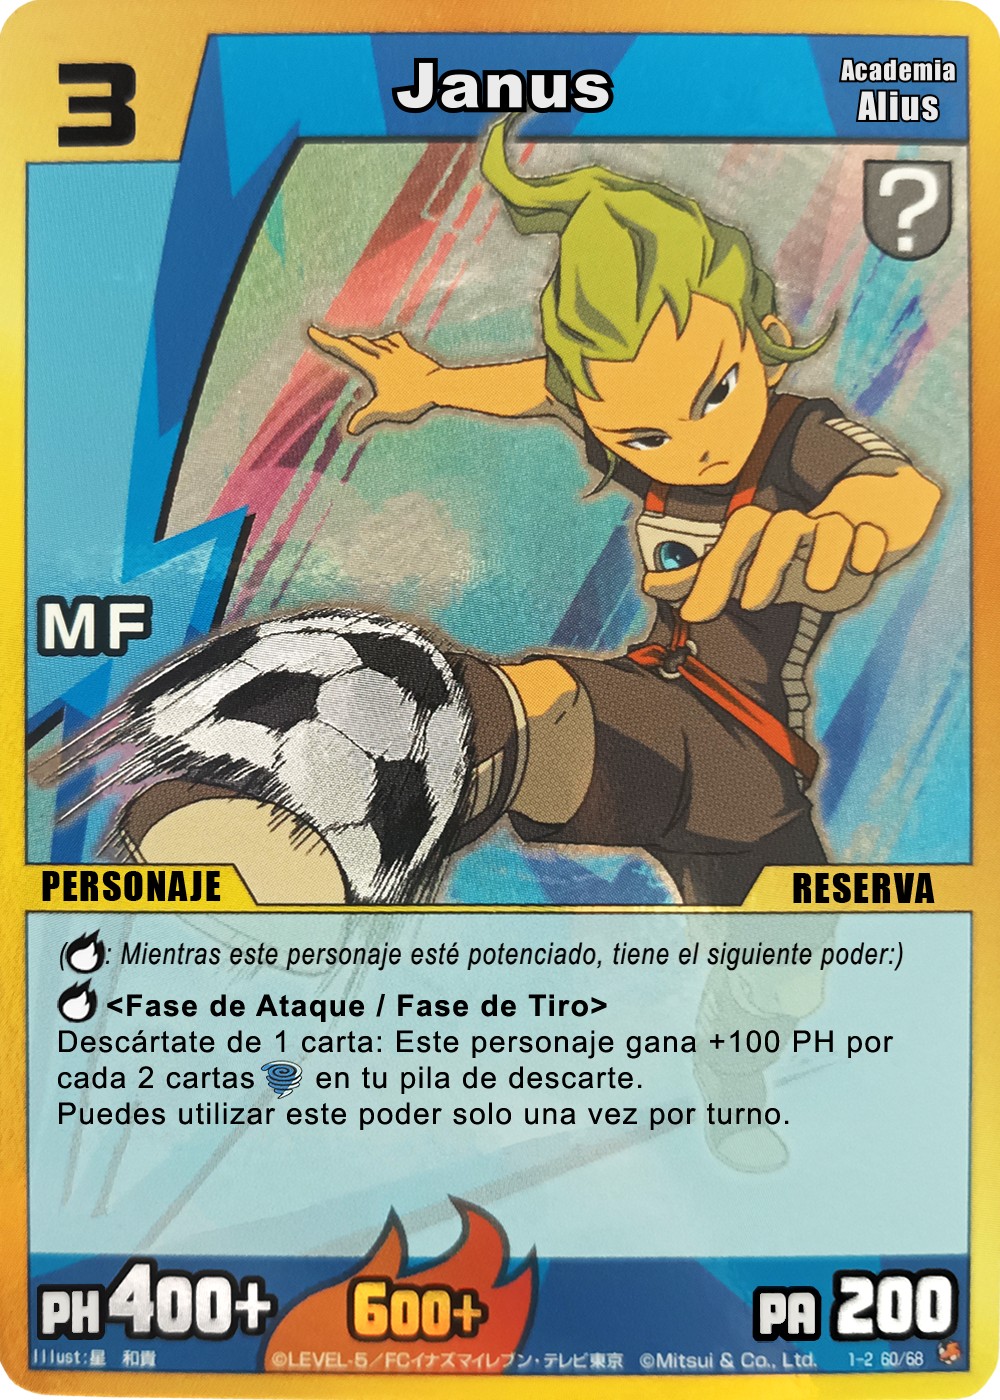 3
Janus
Academia
Alius
?
MF
PERSONAJE
RESERVA
(: Mientras este personaje esté potenciado, tiene el siguiente poder:)
<Fase de Ataque / Fase de Tiro>
Descártate de 1 carta: Este personaje gana +100 PH por
cada 2 cartas en tu pila de descarte.
Puedes utilizar este poder solo una vez por turno.
PH 400+
600+
PA 200
Illust:星 和貴
©LEVEL-5/FCイナズマイレブン・テレビ東京 ©Mitsui & Co., Ltd. 1-2 60/68